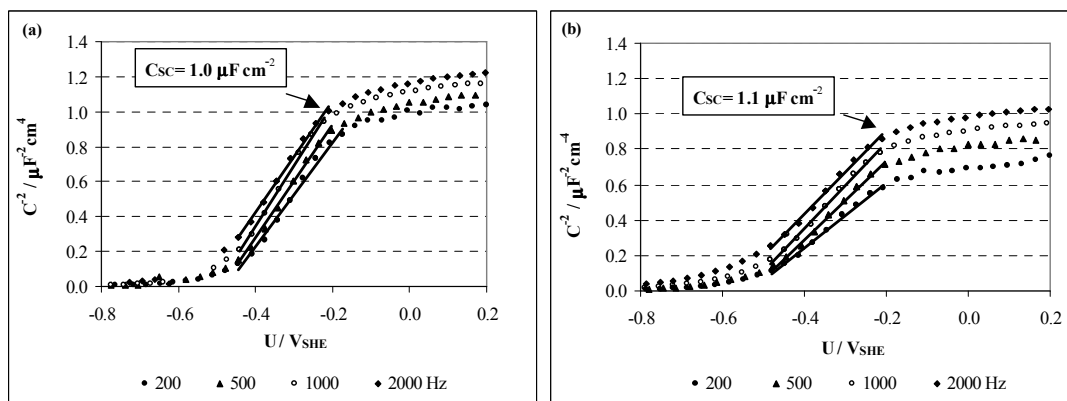 (a)
C⁻² / µF⁻² cm⁴
1.4
1.2
1.0
0.8
0.6
0.4
0.2
0.0
Csc= 1.0 µF cm⁻²
-0.8 -0.6 -0.4 -0.2 0.0 0.2
U / VSHE
• 200 ▲ 500 ○ 1000 ◆ 2000 Hz
(b)
C⁻² / µF⁻² cm⁻⁴
1.4
1.2
1.0
0.8
0.6
0.4
0.2
0.0
Csc= 1.1 µF cm⁻²
-0.8 -0.6 -0.4 -0.2 0.0 0.2
U / VSHE
• 200 ▲ 500 ○ 1000 ◆ 2000 Hz